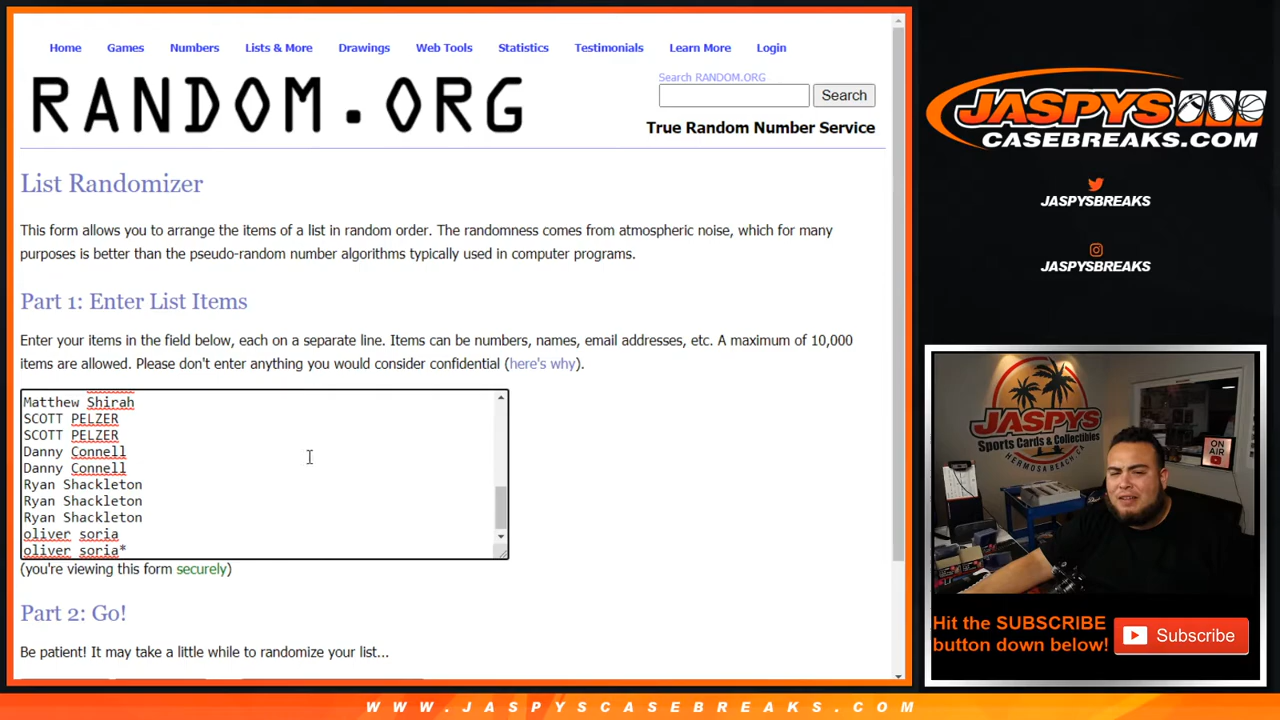 Home Games Numbers Lists & More Drawings Web Tools Statistics Testimonials Learn More Login
RANDOM.ORG
Search RANDOM.ORG
Search
True Random Number Service
List Randomizer
This form allows you to arrange the items of a list in random order. The randomness comes from atmospheric noise, which for many
purposes is better than the pseudo-random number algorithms typically used in computer programs.
Part 1: Enter List Items
Enter your items in the field below, each on a separate line. Items can be numbers, names, email addresses, etc. A maximum of 10,000
items are allowed. Please don't enter anything you would consider confidential (here's why).
Matthew Shirah
SCOTT PELZER
SCOTT PELZER
Danny Connell
Danny Connell
Ryan Shackleton
Ryan Shackleton
Ryan Shackleton
oliver soria
oliver soria*
(you're viewing this form securely)
Part 2: Go!
Be patient! It may take a little while to randomize your list...
JASPYS
CASEBREAKS.COM
JASPYSBREAKS
JASPYSBREAKS
JASPYS
Sports Cards & Collectibles
HERMOSA BEACH, CA
ON
AIR
Hit the SUBSCRIBE
button down below!
Subscribe
WWW.JASPYSCASEBREAKS.COM